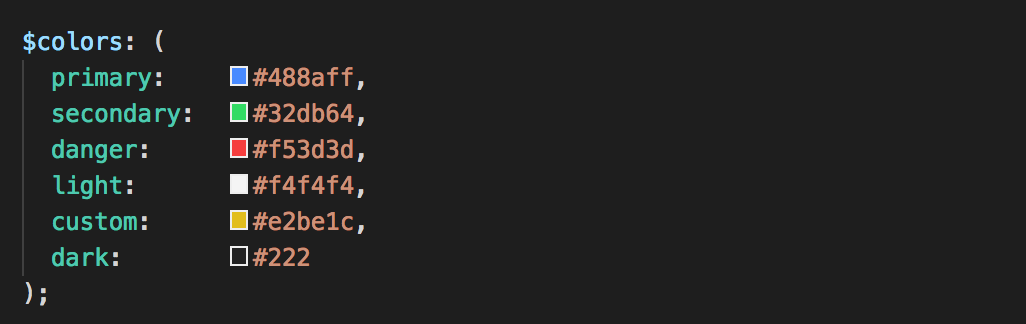 $colors: (
  primary:      #488aff,
  secondary:  #32db64,
  danger:       #f53d3d,
  light:        #f4f4f4,
  custom:       #e2be1c,
  dark:         #222
);